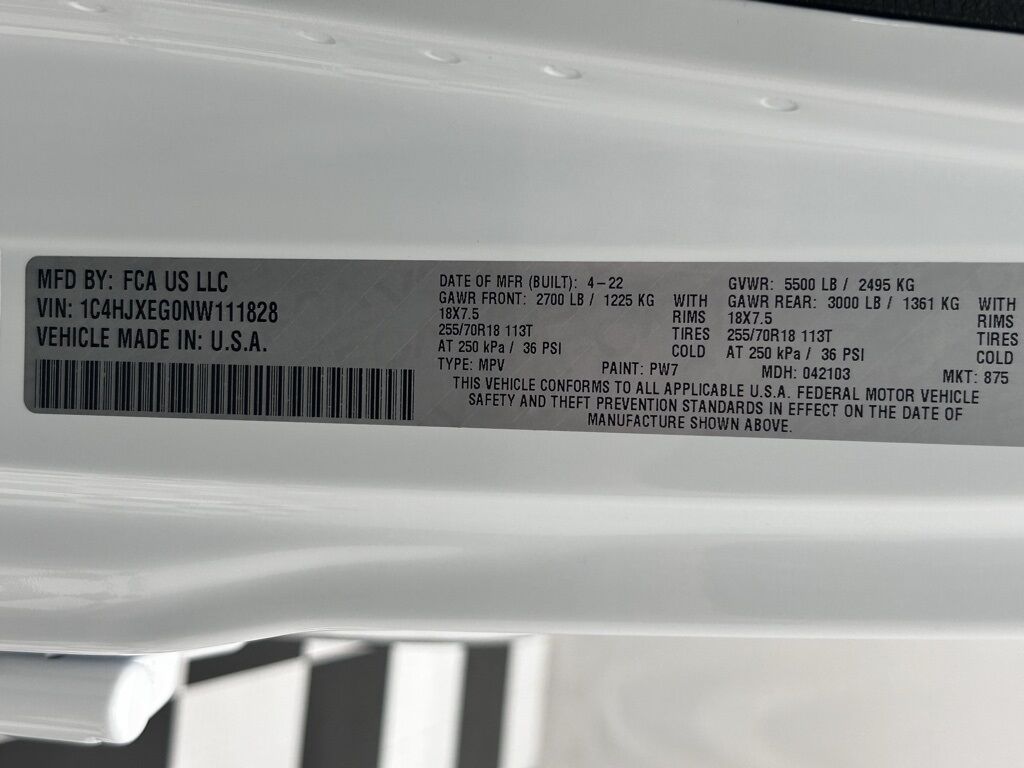 MFD BY: FCA US LLC
VIN: 1C4HJXEG0NW111828
VEHICLE MADE IN: U.S.A.
DATE OF MFR (BUILT): 4-22
GAWR FRONT: 2700 LB / 1225 KG WITH
18X7.5 RIMS
255/70R18 113T TIRES
AT 250 kPa / 36 PSI COLD
GVWR: 5500 LB / 2495 KG
GAWR REAR: 3000 LB / 1361 KG WITH
18X7.5 RIMS
255/70R18 113T TIRES
AT 250 kPa / 36 PSI COLD
TYPE: MPV PAINT: PW7 MDH: 042103 MKT: 875
THIS VEHICLE CONFORMS TO ALL APPLICABLE U.S.A. FEDERAL MOTOR VEHICLE
SAFETY AND THEFT PREVENTION STANDARDS IN EFFECT ON THE DATE OF
MANUFACTURE SHOWN ABOVE.